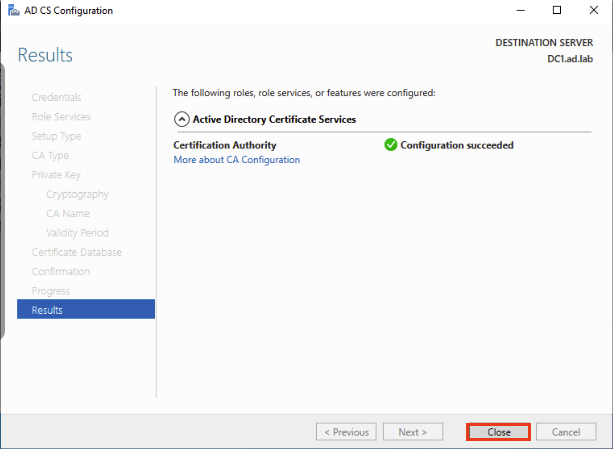 AD CS Configuration
Results
DESTINATION SERVER
DC1.ad.lab
Credentials
Role Services
Setup Type
CA Type
Private Key
Cryptography
CA Name
Validity Period
Certificate Database
Confirmation
Progress
Results
The following roles, role services, or features were configured:
Active Directory Certificate Services
Certification Authority
Configuration succeeded
More about CA Configuration
< Previous
Next >
Close
Cancel